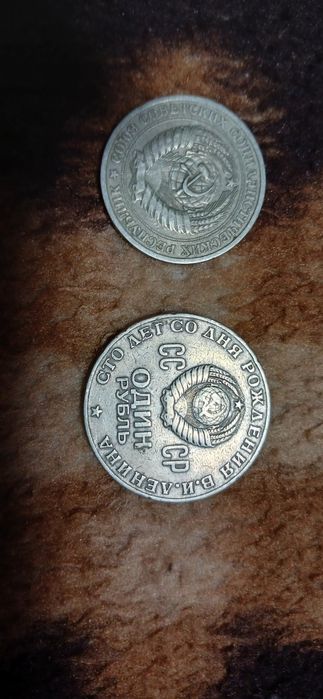 СОЮЗ СОВЕТСКИХ СОЦИАЛИСТИЧЕСКИХ РЕСПУБЛИК
СТО ЛЕТ СО ДНЯ РОЖДЕНИЯ В.И.ЛЕНИНА
СС СР
ОДИН
РУБЛЬ